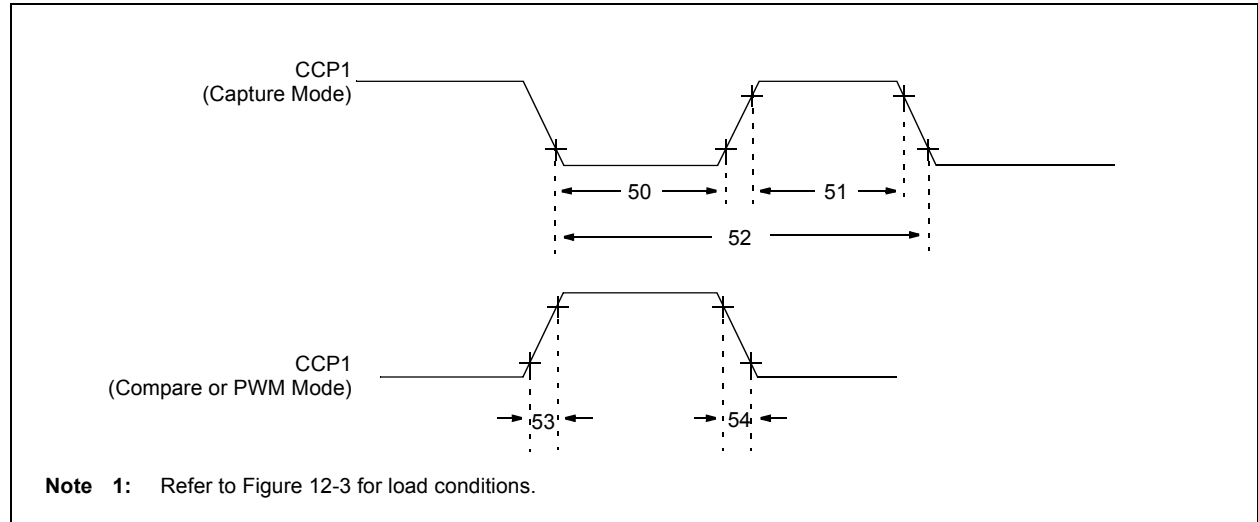 CCP1
(Capture Mode)
50
51
52
CCP1
(Compare or PWM Mode)
53
54
Note 1: Refer to Figure 12-3 for load conditions.